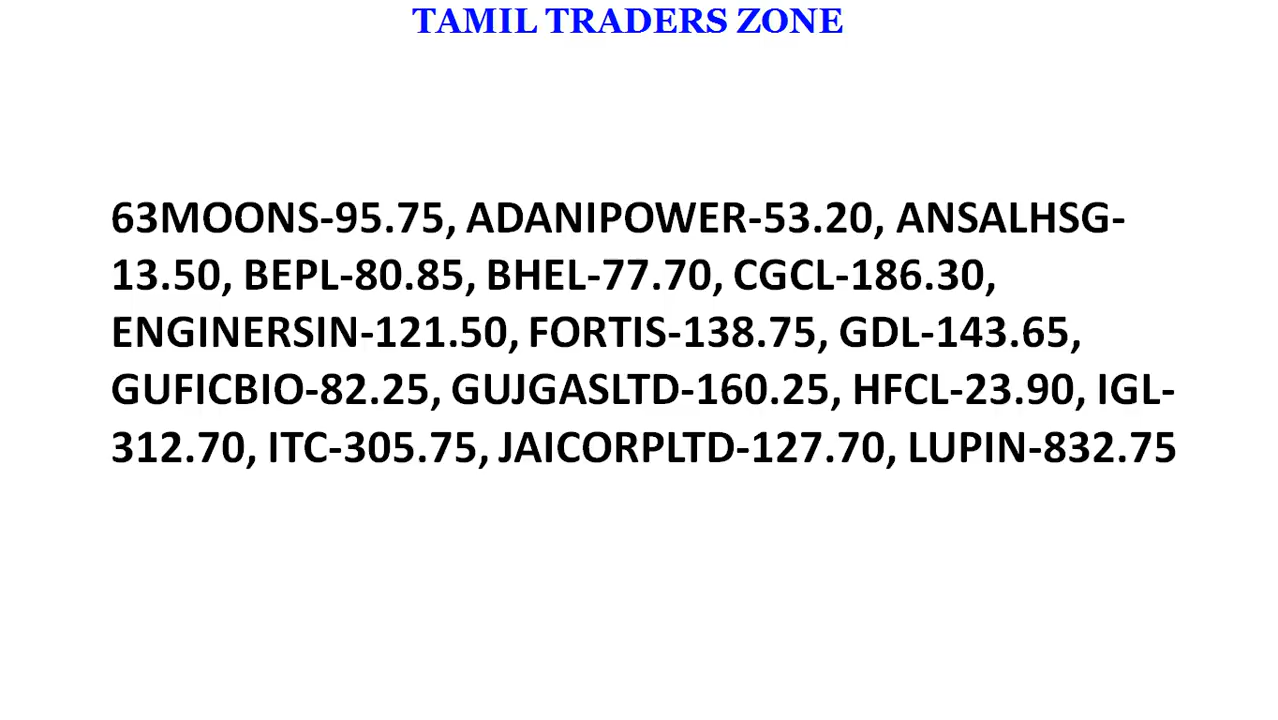 TAMIL TRADERS ZONE
63MOONS-95.75, ADANIPOWER-53.20, ANSALHSG-
13.50, BEPL-80.85, BHEL-77.70, CGCL-186.30,
ENGINERSIN-121.50, FORTIS-138.75, GDL-143.65,
GUFICBIO-82.25, GUJGASLTD-160.25, HFCL-23.90, IGL-
312.70, ITC-305.75, JAICORPLTD-127.70, LUPIN-832.75